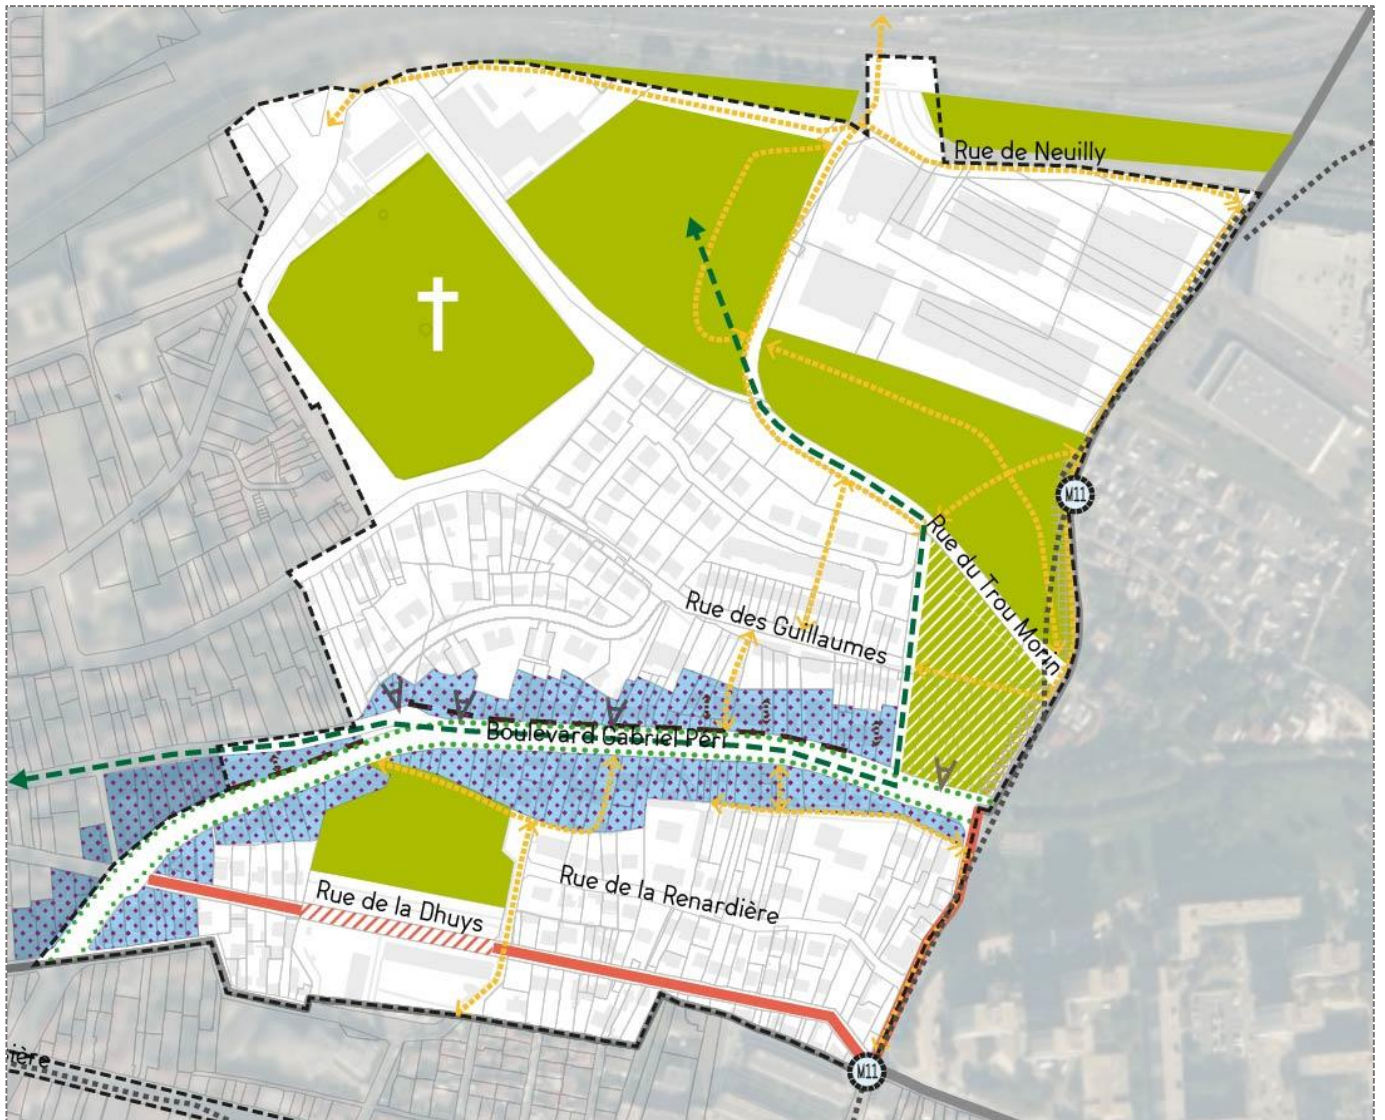 Rue de Neuilly
M11
Rue du Trou Morin
Rue des Guillaumes
Boulevard Gabriel Péri
Rue de la Renardière
Rue de la Dhuys
ière
M11